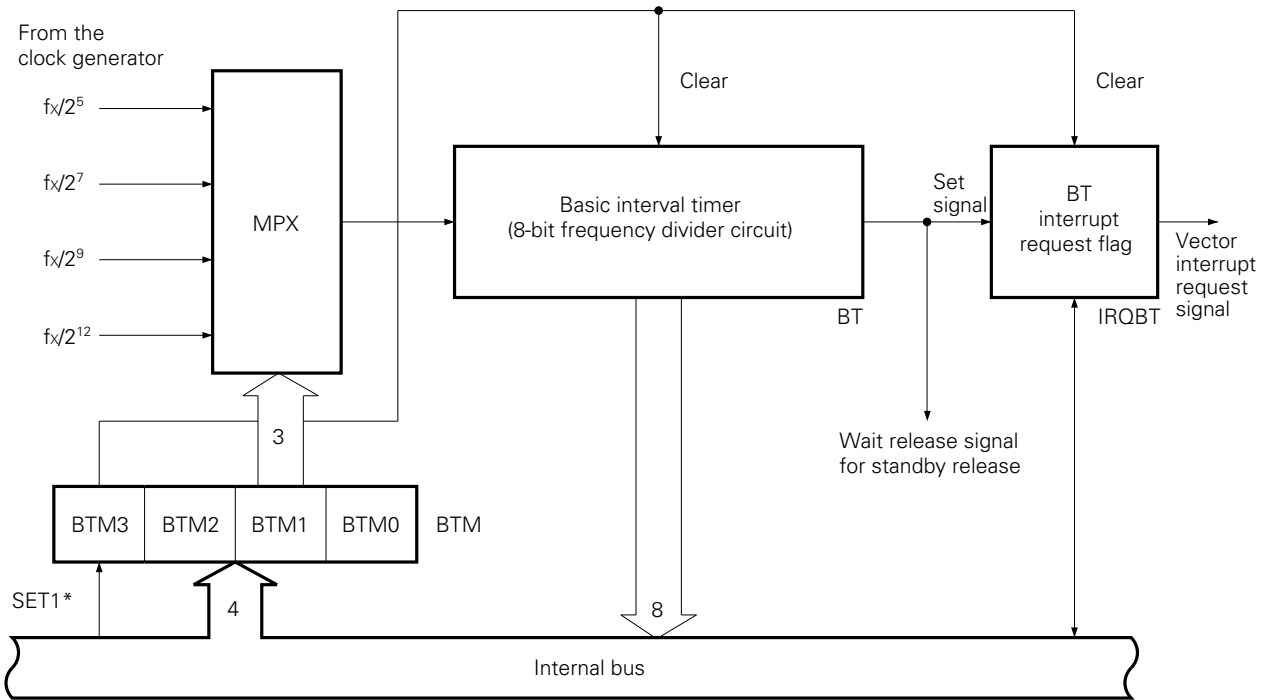 From the
clock generator
fx/2⁵
fx/2⁷
fx/2⁹
fx/2¹²
MPX
Clear
Clear
Basic interval timer
(8-bit frequency divider circuit)
BT
Set
signal
BT
interrupt
request flag
IRQBT
Vector
interrupt
request
signal
Wait release signal
for standby release
3
BTM3
BTM2
BTM1
BTM0
BTM
SET1*
4
8
Internal bus